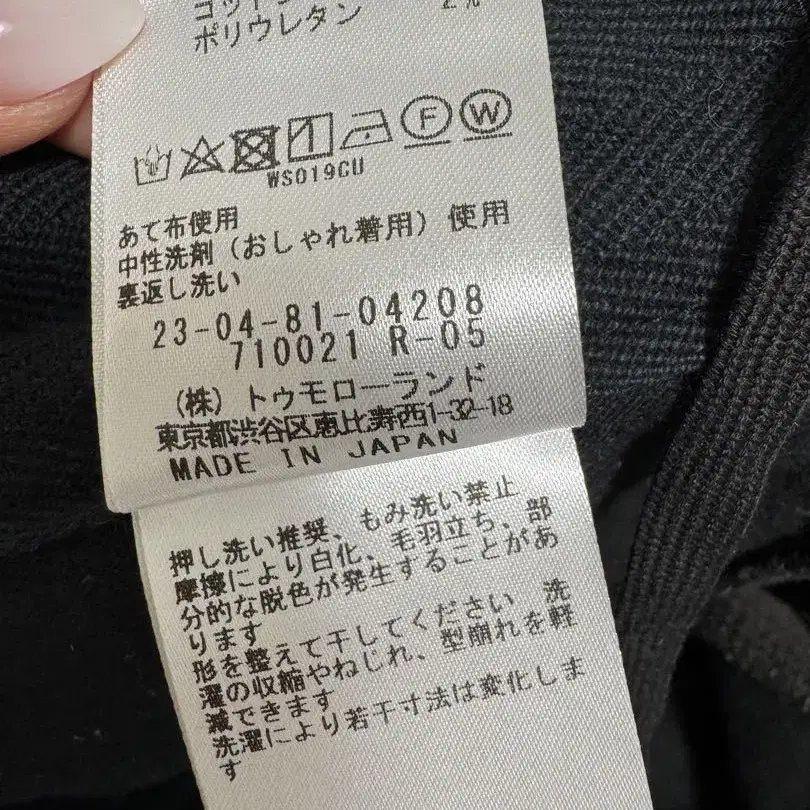 コットン
ポリウレタン 2%
F W
WS019CU
あて布使用
中性洗剤（おしゃれ着用）使用
裏返し洗い
23-04-81-04208
710021 R-05
（株）トゥモローランド
東京都渋谷区恵比寿西1-32-18
MADE IN JAPAN
押し洗い推奨、もみ洗い禁止
摩擦により白化、毛羽立ち、部
分的な脱色が発生することがあ
ります
形を整えて干してください 洗
濯の収縮やねじれ、型崩れを軽
減できます
洗濯により若干寸法は変化しま
す